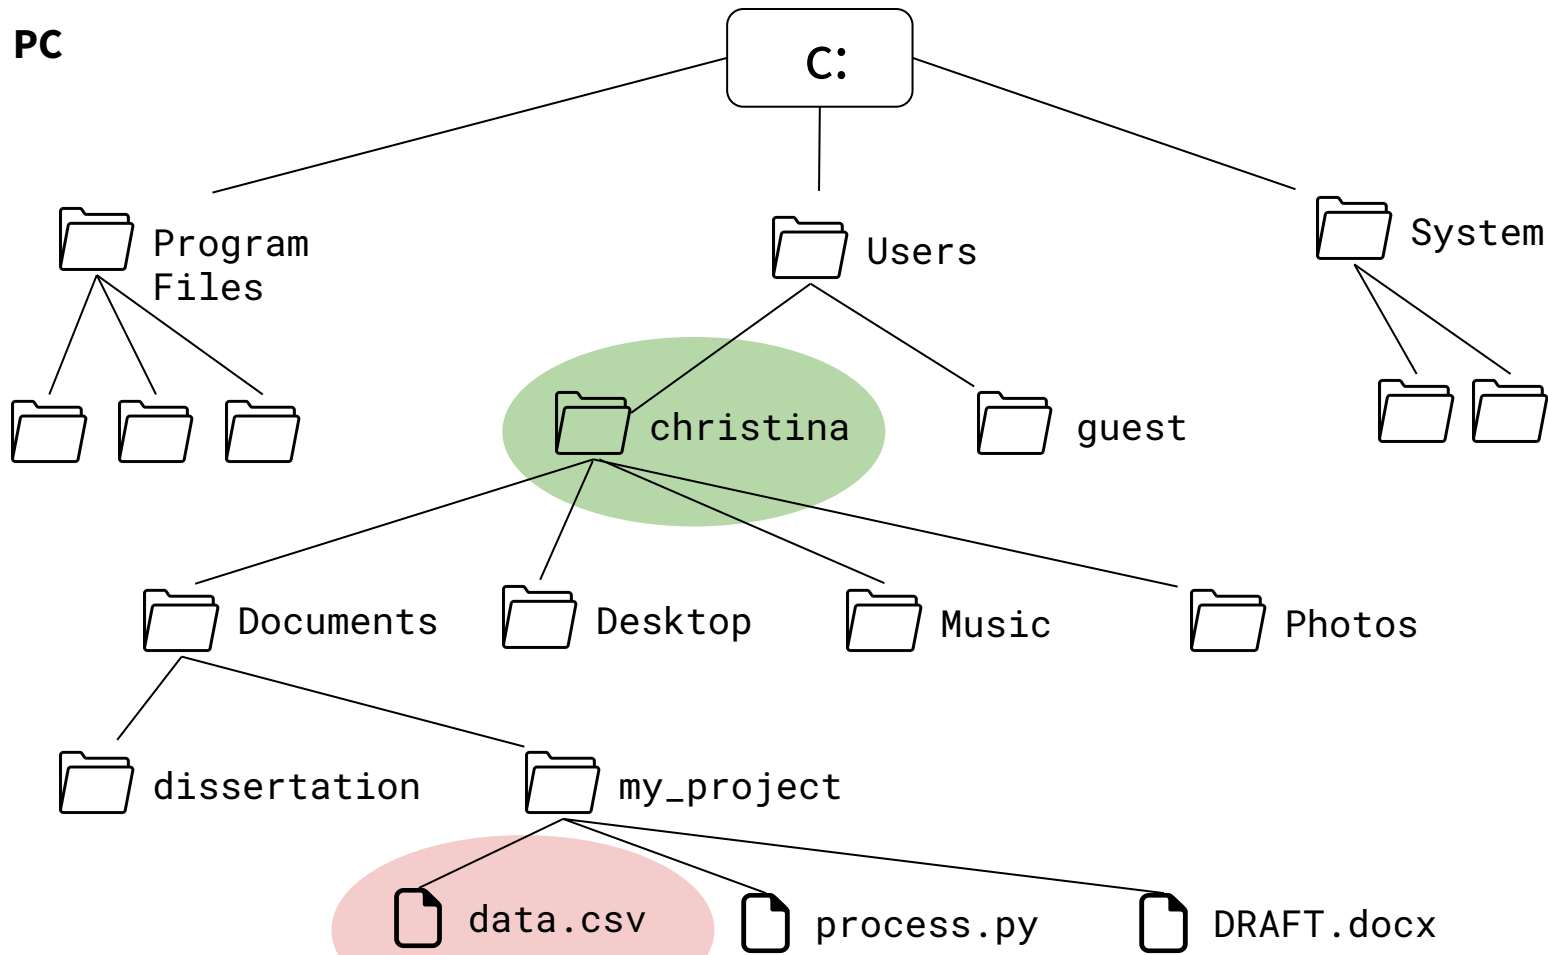 PC
C:
Program
Files
Users
System
christina
guest
Documents
Desktop
Music
Photos
dissertation
my_project
data.csv
process.py
DRAFT.docx